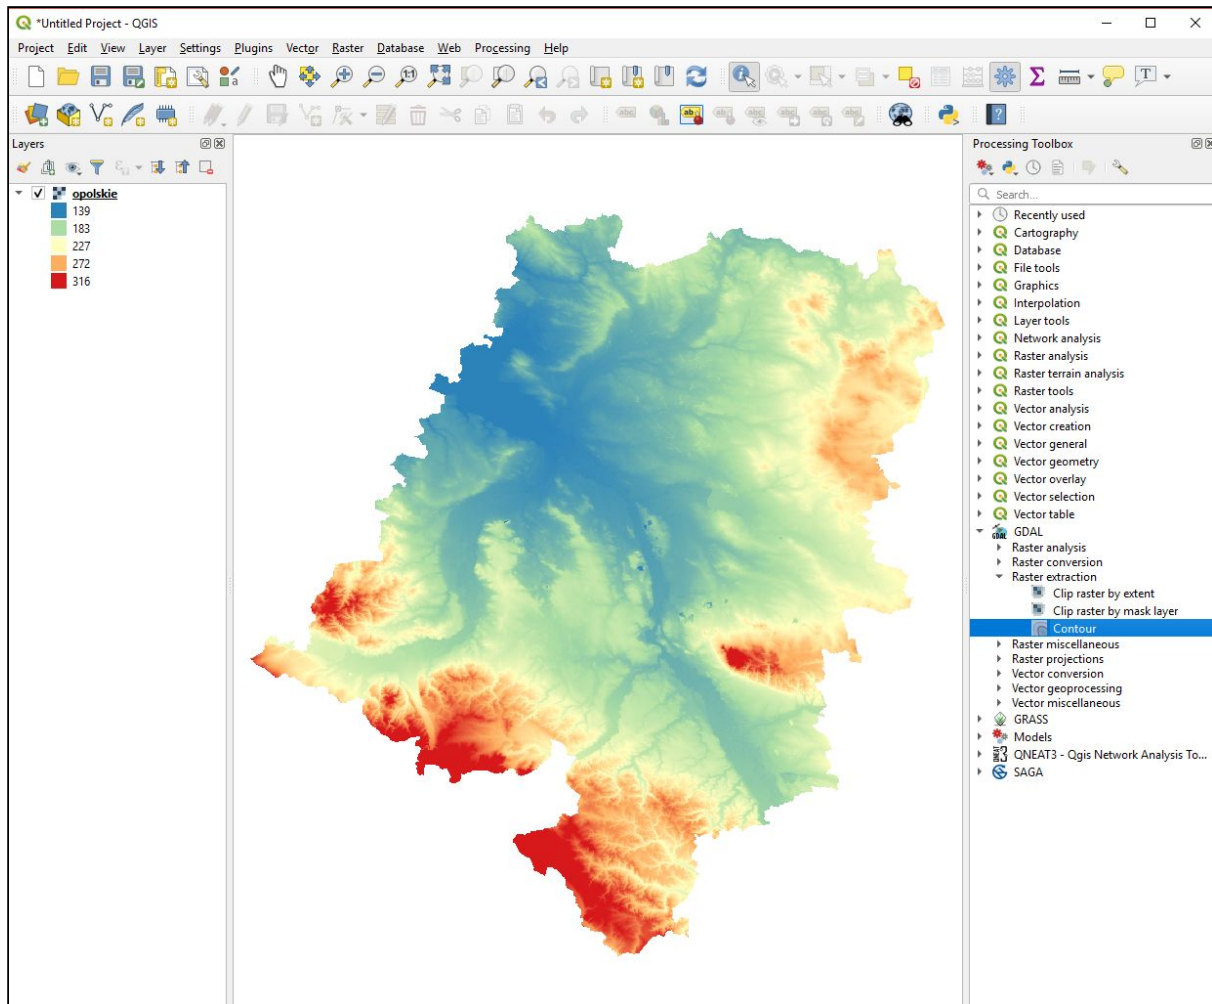 *Untitled Project - QGIS
Project Edit View Layer Settings Plugins Vector Raster Database Web Processing Help
Layers
opolskie
139
183
227
272
316
Processing Toolbox
Search...
Recently used
Cartography
Database
File tools
Graphics
Interpolation
Layer tools
Network analysis
Raster analysis
Raster terrain analysis
Raster tools
Vector analysis
Vector creation
Vector general
Vector geometry
Vector overlay
Vector selection
Vector table
GDAL
Raster analysis
Raster conversion
Raster extraction
Clip raster by extent
Clip raster by mask layer
Contour
Raster miscellaneous
Raster projections
Vector conversion
Vector geoprocessing
Vector miscellaneous
GRASS
Models
QNEAT3 - Qgis Network Analysis To...
SAGA